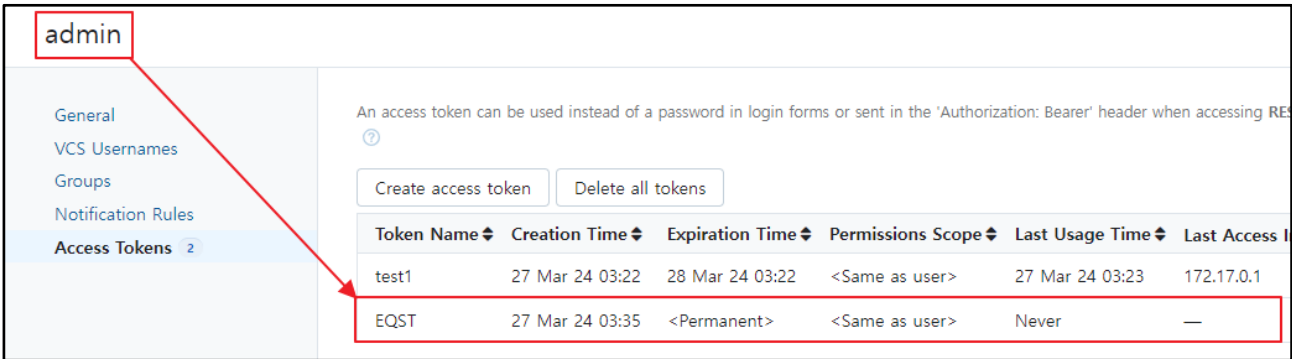 admin
General
VCS Usernames
Groups
Notification Rules
Access Tokens 2
An access token can be used instead of a password in login forms or sent in the 'Authorization: Bearer' header when accessing
?
Create access token Delete all tokens
Token Name Creation Time Expiration Time Permissions Scope Last Usage Time Last Access
test1 27 Mar 24 03:22 28 Mar 24 03:22 <Same as user> 27 Mar 24 03:23 172.17.0.1
EQST 27 Mar 24 03:35 <Permanent> <Same as user> Never —